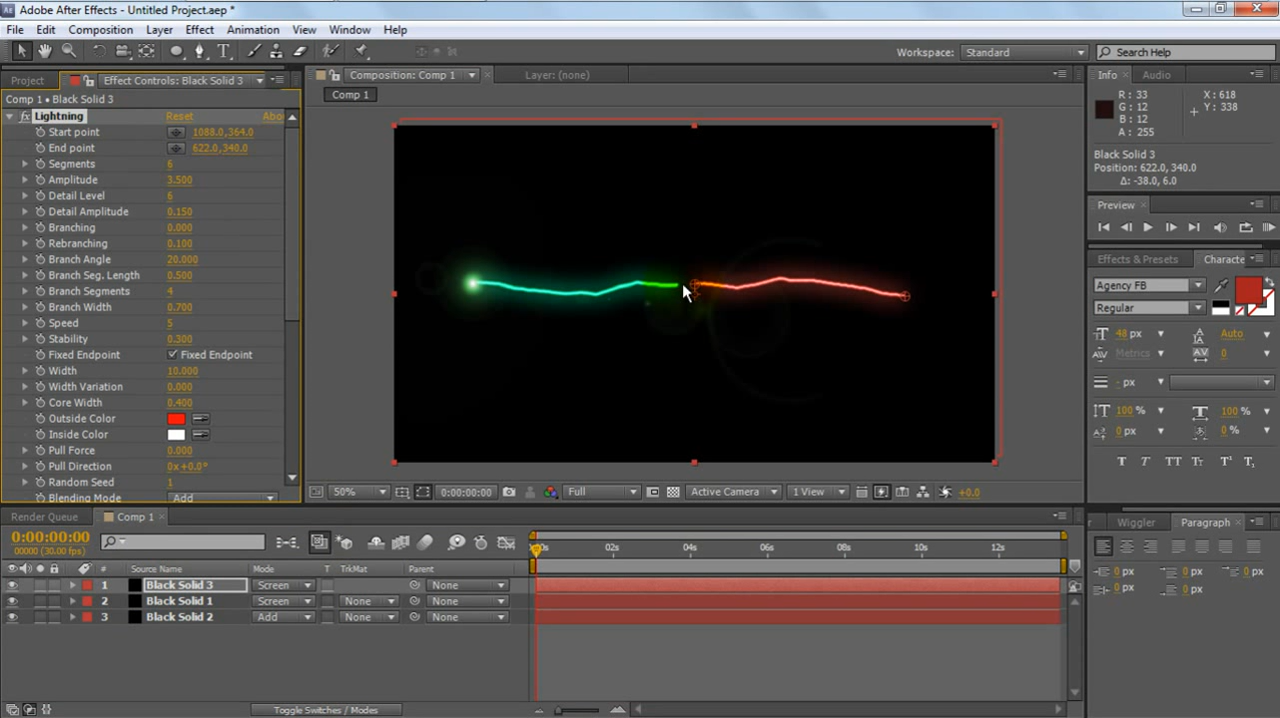 Adobe After Effects - Untitled Project.aep *
File Edit Composition Layer Effect Animation View Window Help
Workspace: Standard Search Help
Project Effect Controls: Black Solid 3 Composition: Comp 1 Layer: (none) Info Audio
Comp 1 • Black Solid 3
Comp 1
Lightning Reset Abo
Start point 1088.0,364.0
End point 622.0,340.0
Segments 6
Amplitude 3.500
Detail Level 6
Detail Amplitude 0.150
Branching 0.000
Rebranching 0.100
Branch Angle 20.000
Branch Seg. Length 0.500
Branch Segments 4
Branch Width 0.700
Speed 5
Stability 0.300
Fixed Endpoint Fixed Endpoint
Width 10.000
Width Variation 0.000
Core Width 0.400
Outside Color
Inside Color
Pull Force 0.000
Pull Direction 0x+0.0°
Random Seed 1
Blending Mode Add
50% 0:00:00:00 Full Active Camera 1 View +0.0
R : 33 X : 618
G : 12 Y : 338
B : 12
A : 255
Black Solid 3
Position: 622.0, 340.0
Δ: -38.0, 6.0
Preview
Effects & Presets Characte
Agency FB
Regular
48 px Auto
Metrics 0
- px
100 % 100 %
0 px 0 %
T T TT Tt T¹ T₁
Render Queue Comp 1
0:00:00:00
00000 (30.00 fps)
02s 04s 06s 08s 10s 12s
# Source Name Mode T TrkMat Parent
1 Black Solid 3 Screen None
2 Black Solid 1 Screen None None
3 Black Solid 2 Add None None
Toggle Switches / Modes
Wiggler Paragraph
0 px 0 px 0 px
0 px 0 px